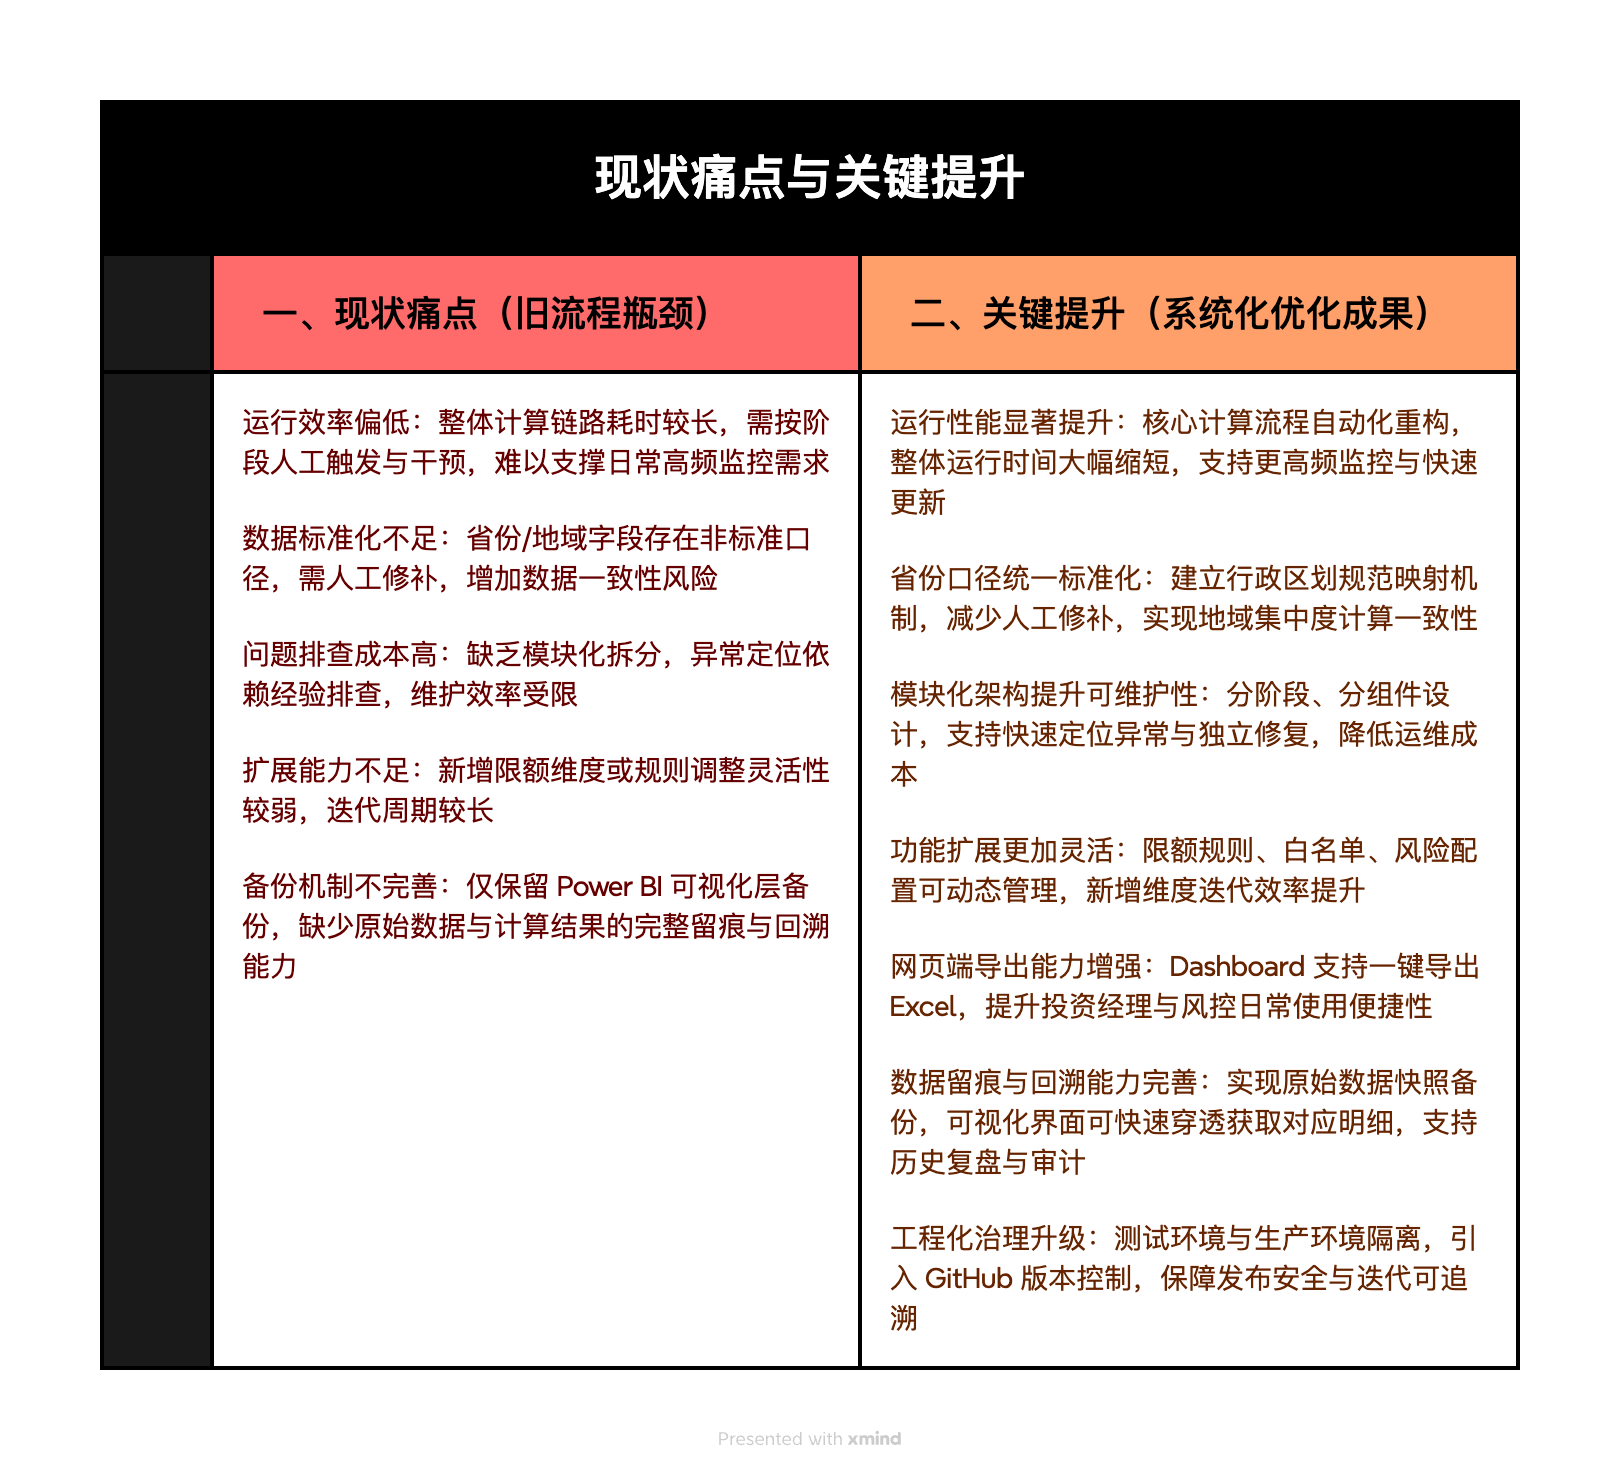 现状痛点与关键提升
一、现状痛点（旧流程瓶颈）
二、关键提升（系统化优化成果）
运行效率偏低：整体计算链路耗时较长，需按阶
段人工触发与干预，难以支撑日常高频监控需求
数据标准化不足：省份/地域字段存在非标准口
径，需人工修补，增加数据一致性风险
问题排查成本高：缺乏模块化拆分，异常定位依
赖经验排查，维护效率受限
扩展能力不足：新增限额维度或规则调整灵活性
较弱，迭代周期较长
备份机制不完善：仅保留 Power BI 可视化层备
份，缺少原始数据与计算结果的完整留痕与回溯
能力
运行性能显著提升：核心计算流程自动化重构，
整体运行时间大幅缩短，支持更高频监控与快速
更新
省份口径统一标准化：建立行政区划规范映射机
制，减少人工修补，实现地域集中度计算一致性
模块化架构提升可维护性：分阶段、分组件设
计，支持快速定位异常与独立修复，降低运维成
本
功能扩展更加灵活：限额规则、白名单、风险配
置可动态管理，新增维度迭代效率提升
网页端导出能力增强：Dashboard 支持一键导出
Excel，提升投资经理与风控日常使用便捷性
数据留痕与回溯能力完善：实现原始数据快照备
份，可视化界面可快速穿透获取对应明细，支持
历史复盘与审计
工程化治理升级：测试环境与生产环境隔离，引
入 GitHub 版本控制，保障发布安全与迭代可追
溯
Presented with xmind